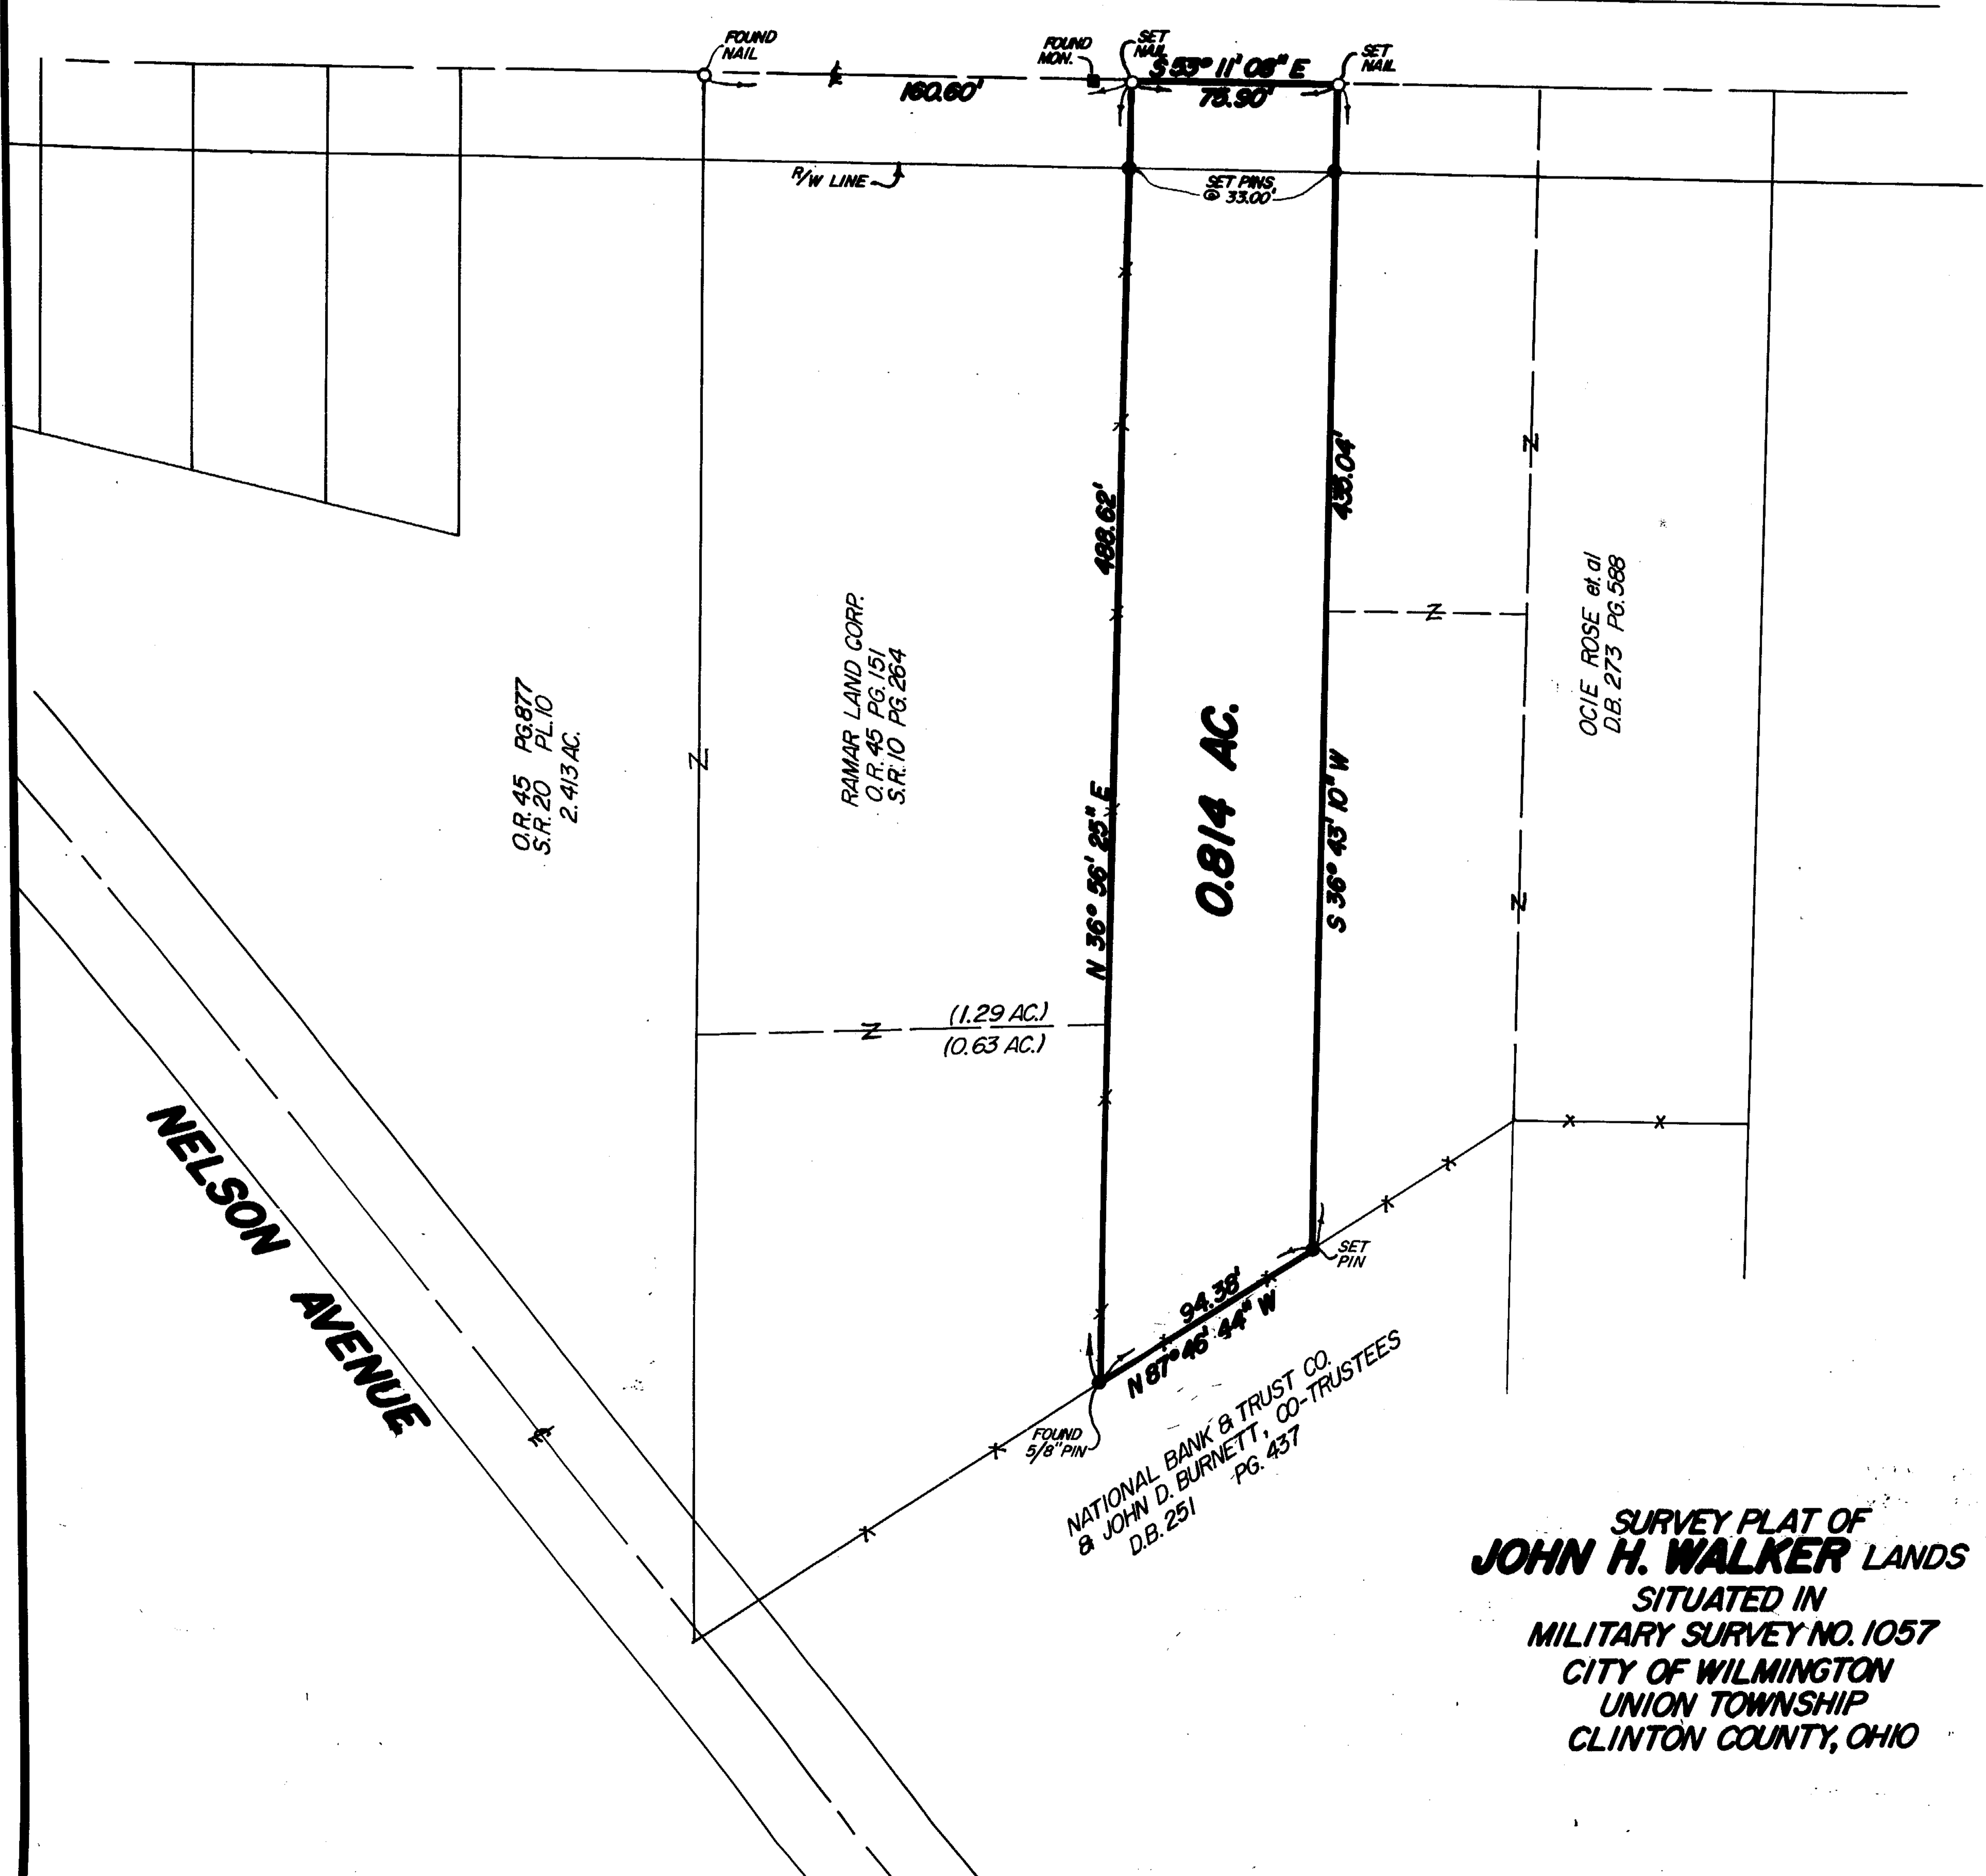 FOUND
NAIL
FOUND
MON.
SET
NAIL
SET
NAIL
S 53° 11' 08" E
160.60'
75.90'
R/W LINE
SET PINS
@ 33.00'
488.62'
435.04'
N 36° 56' 25" E
S 36° 43' 10" W
0.814 AC.
O.R. 45 PG.877
S.R. 20 PL.10
2.413 AC.
RAMAR LAND CORP.
O.R. 45 PG. 151
S.R. 10 PG. 264
OCIE ROSE et. al
D.B. 273 PG. 588
(1.29 AC.)
(0.63 AC.)
NELSON AVENUE
SET
PIN
94.38'
N 87° 46' 44" W
FOUND
5/8" PIN
NATIONAL BANK & TRUST CO.
& JOHN D. BURNETT, CO-TRUSTEES
D.B. 251 PG. 437
SURVEY PLAT OF
JOHN H. WALKER LANDS
SITUATED IN
MILITARY SURVEY NO. 1057
CITY OF WILMINGTON
UNION TOWNSHIP
CLINTON COUNTY, OHIO